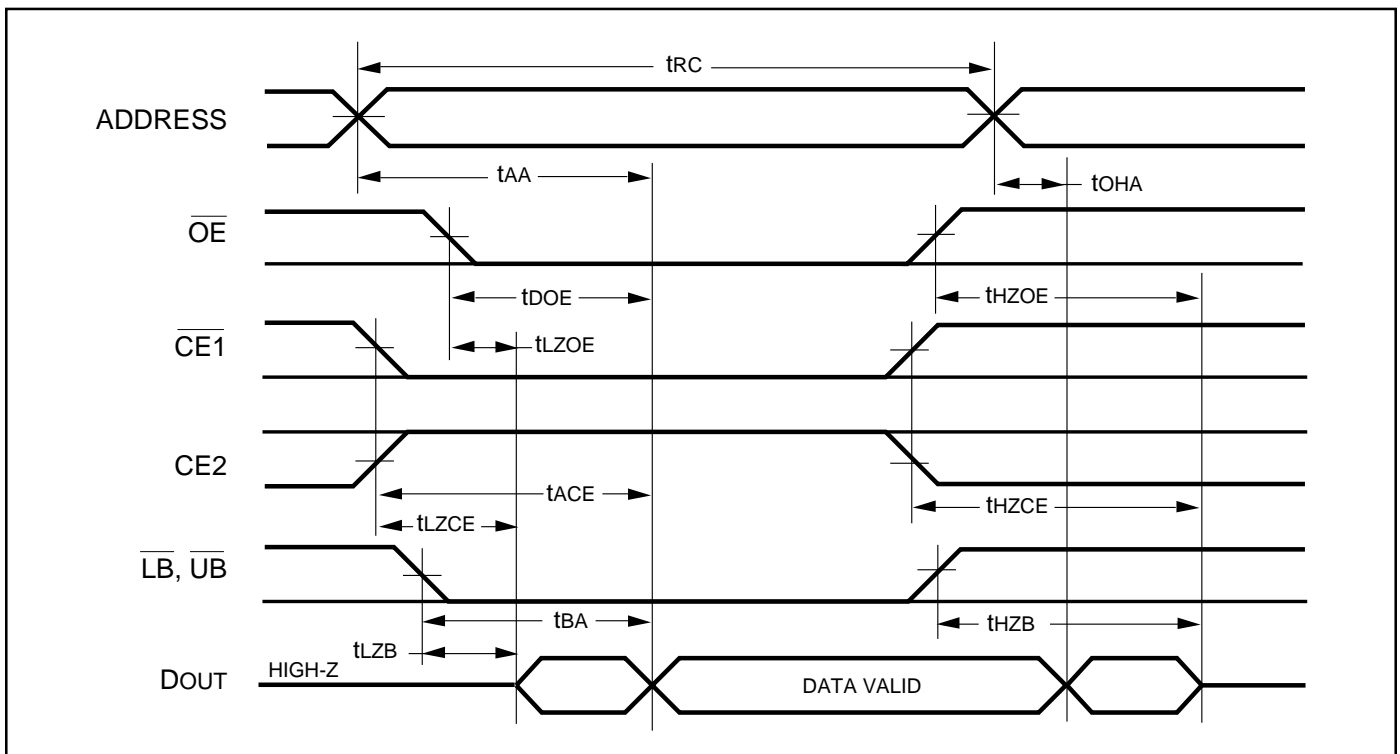 tRC
ADDRESS
tAA
tOHA
OE
tDOE
tHZOE
CE1
tLZOE
CE2
tACE
tHZCE
tLZCE
LB, UB
tBA
tHZB
tLZB
HIGH-Z
DOUT
DATA VALID